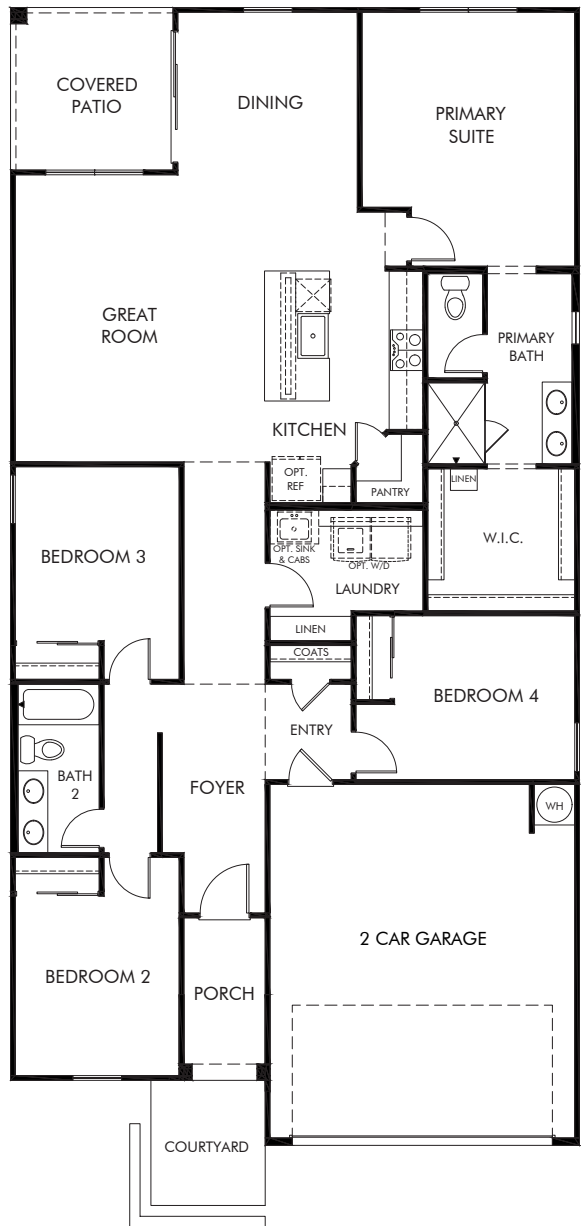 COVERED
PATIO
DINING
PRIMARY
SUITE
GREAT
ROOM
PRIMARY
BATH
KITCHEN
OPT.
REF
PANTRY
LINEN
W.I.C.
BEDROOM 3
OPT. SINK
& CABS
OPT. W/D
LAUNDRY
LINEN
COATS
BEDROOM 4
ENTRY
BATH
2
FOYER
WH
2 CAR GARAGE
BEDROOM 2
PORCH
COURTYARD